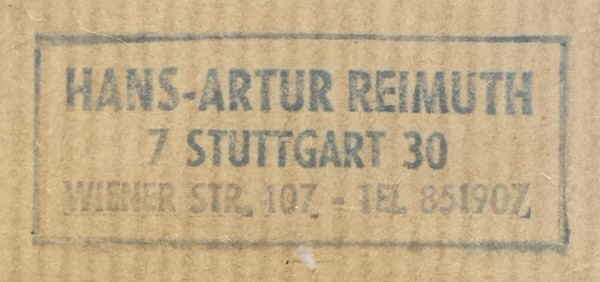 HANS-ARTUR REIMUTH
7 STUTTGART 30
WIENER STR. 107 - TEL. 851907